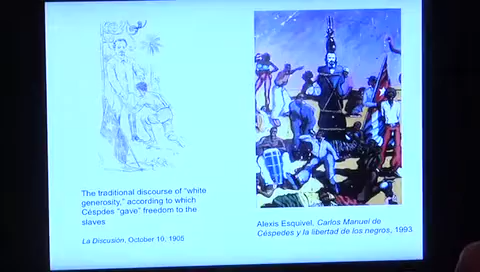 The traditional discourse of "white
generosity," according to which
Céspdes "gave" freedom to the
slaves
La Discusión, October 10, 1905
Alexis Esquivel, Carlos Manuel de
Céspedes y la libertad de los negros, 1993